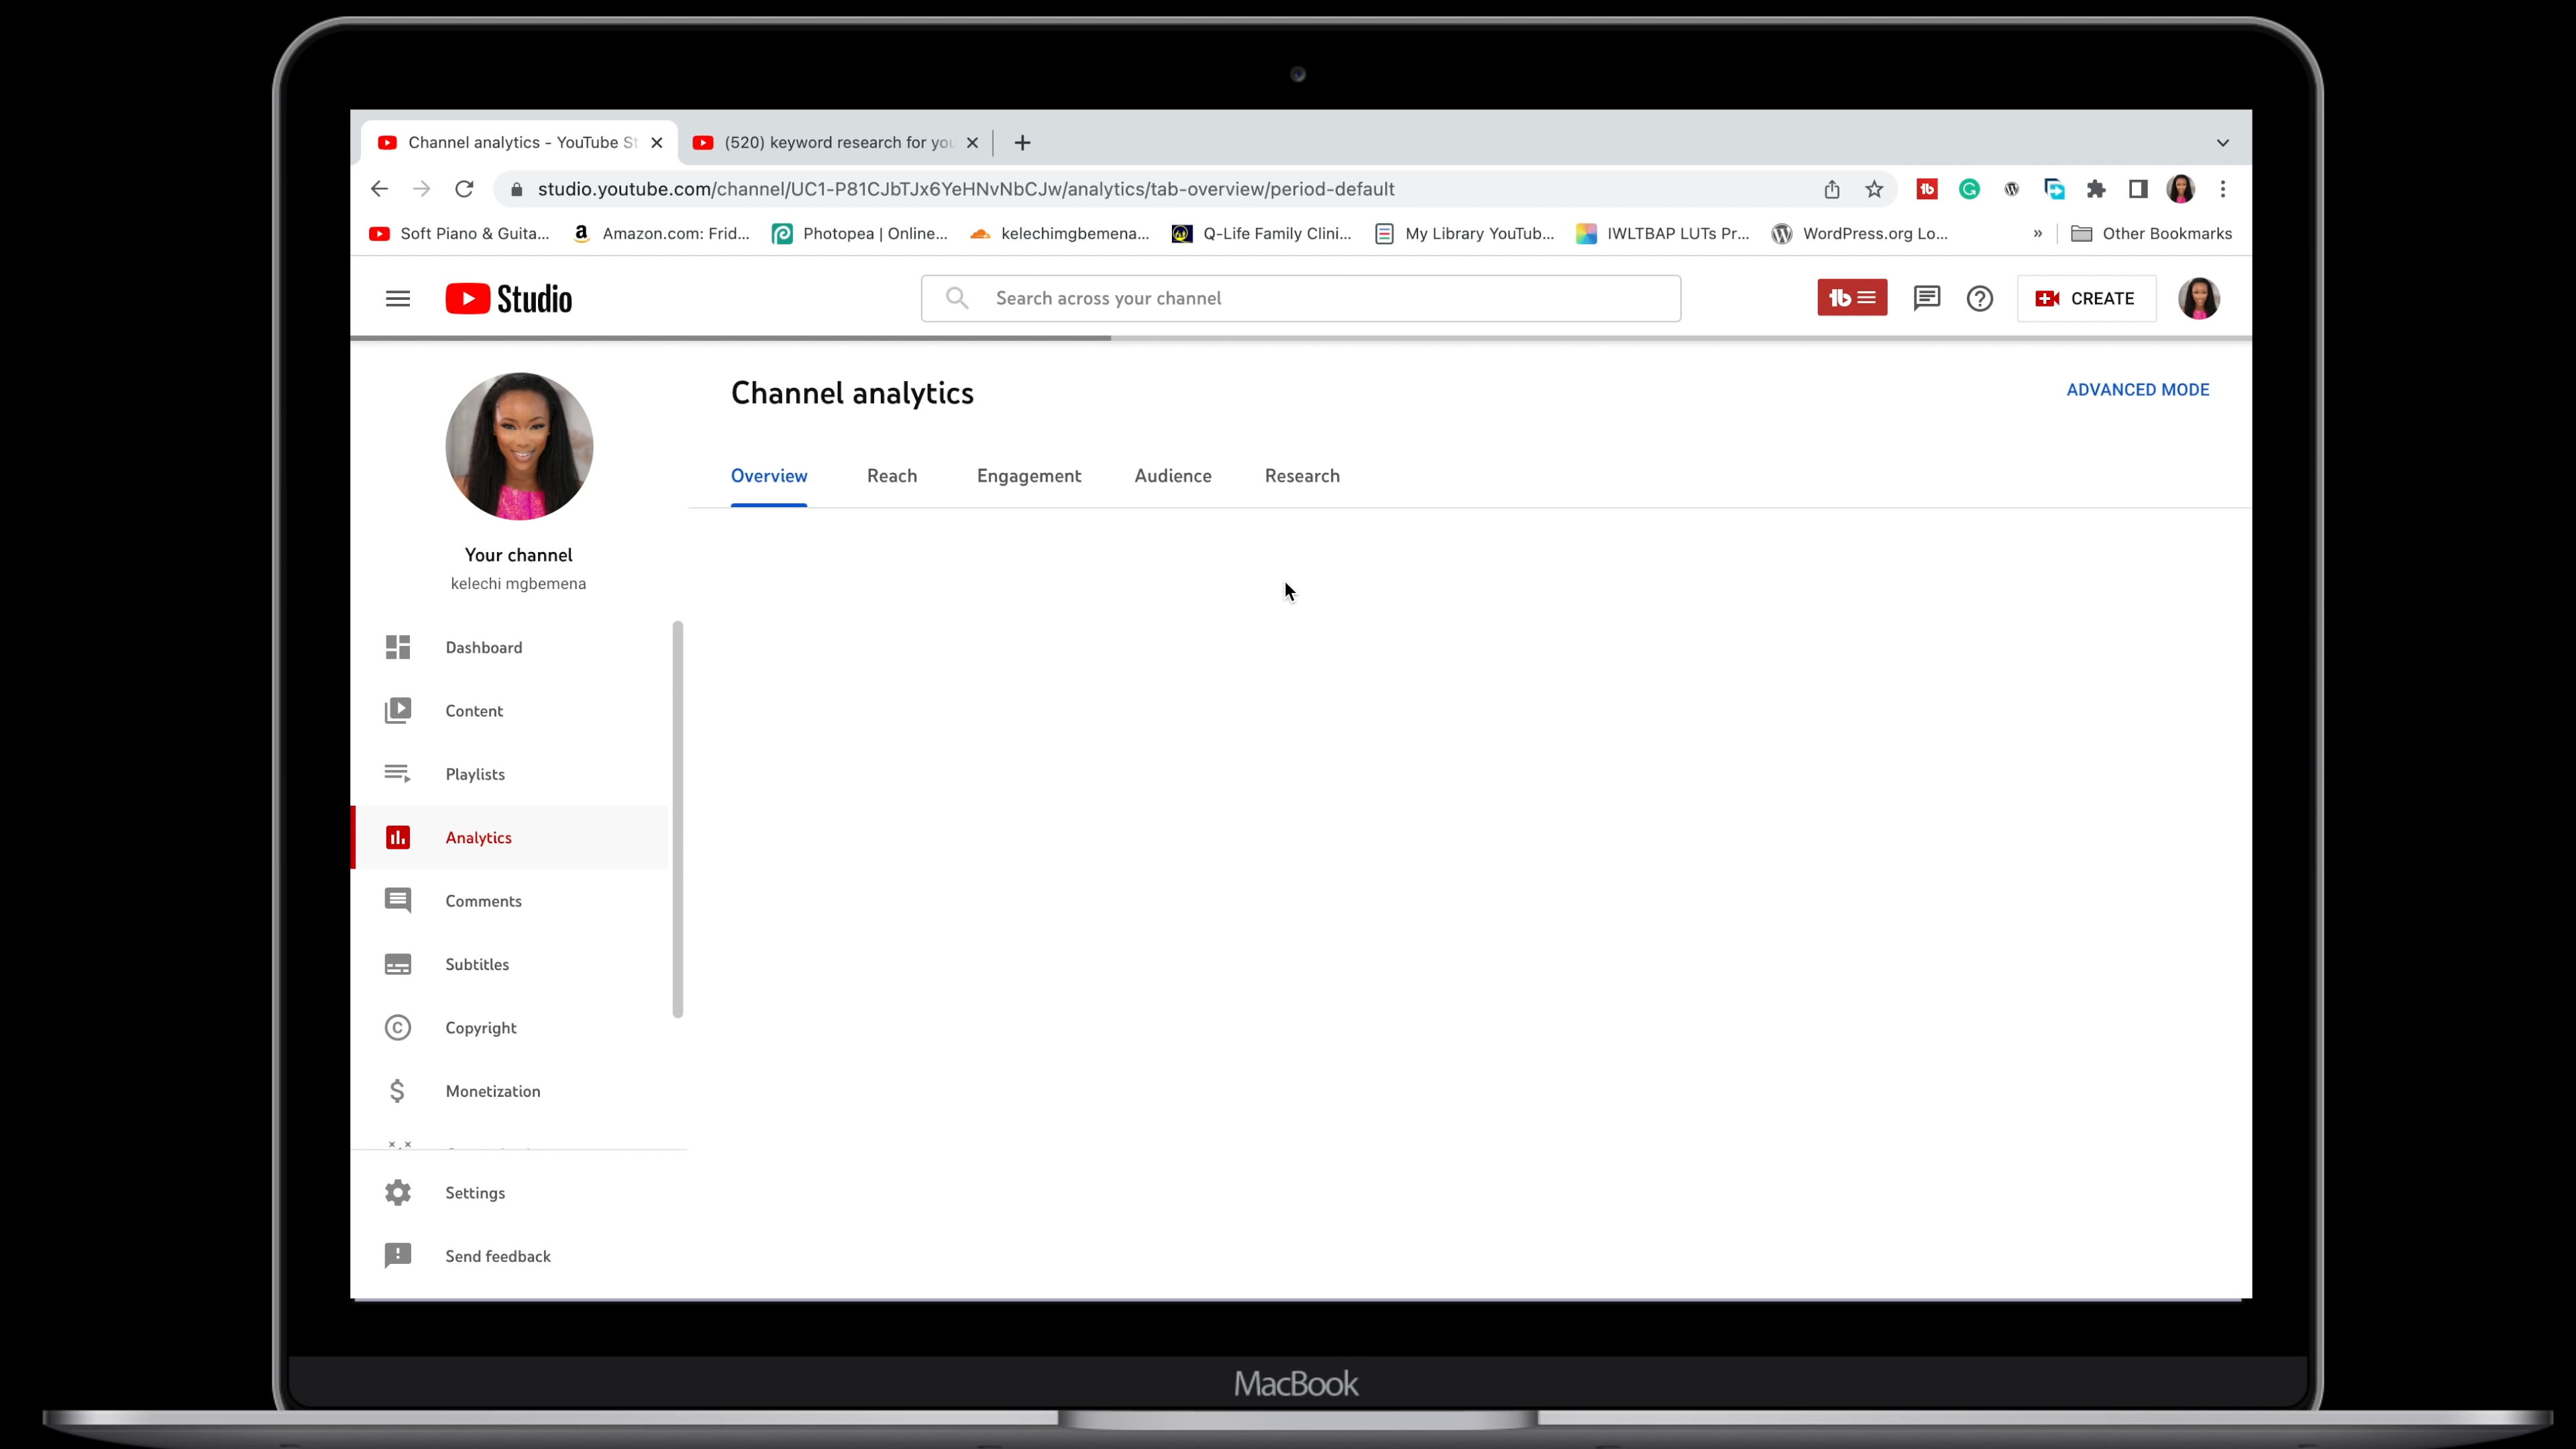 Channel analytics - YouTube St
(520) keyword research for you
studio.youtube.com/channel/UC1-P81CJbTJx6YeHNvNbCJw/analytics/tab-overview/period-default
Soft Piano & Guita... Amazon.com: Frid... Photopea | Online... kelechimgbemena... Q-Life Family Clini... My Library YouTub... IWLTBAP LUTs Pr... WordPress.org Lo... » Other Bookmarks
Studio
Search across your channel
CREATE
Channel analytics
ADVANCED MODE
Overview Reach Engagement Audience Research
Your channel
kelechi mgbemena
Dashboard
Content
Playlists
Analytics
Comments
Subtitles
Copyright
Monetization
Settings
Send feedback
MacBook